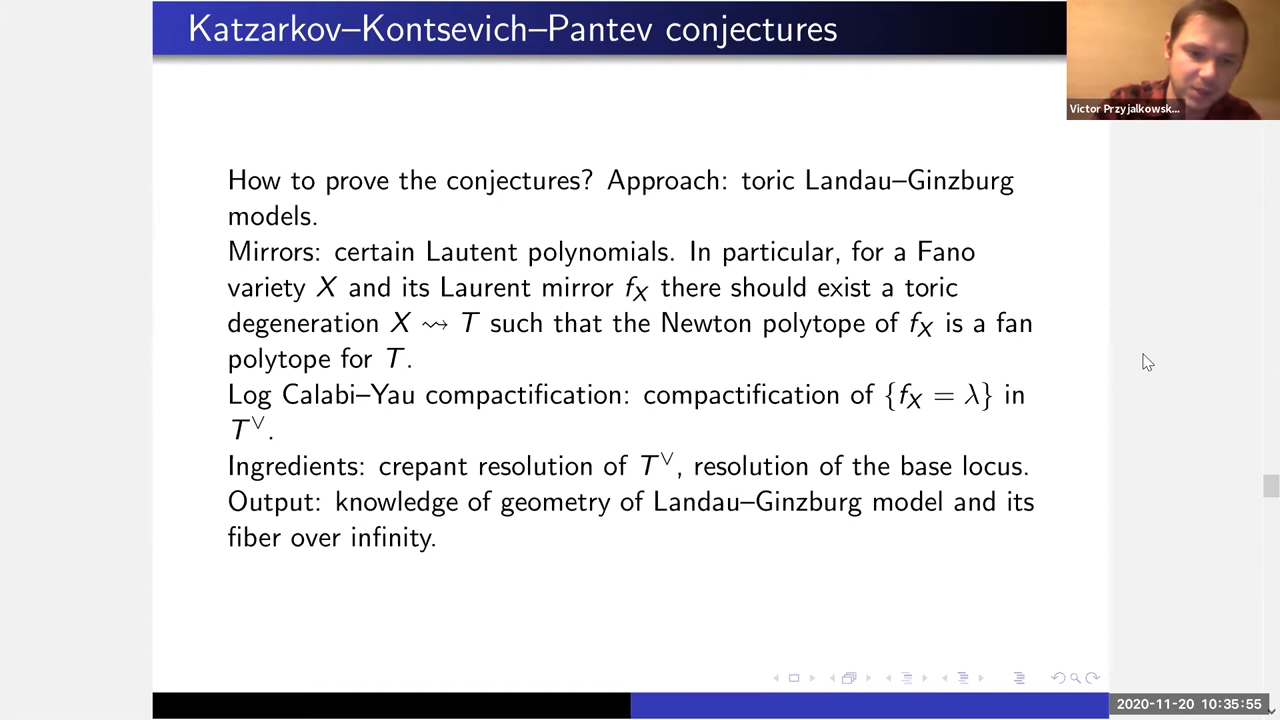 Katzarkov–Kontsevich–Pantev conjectures
Victor Przyjalkowsk...
How to prove the conjectures? Approach: toric Landau–Ginzburg
models.
Mirrors: certain Lautent polynomials. In particular, for a Fano
variety X and its Laurent mirror f_X there should exist a toric
degeneration X ⇝ T such that the Newton polytope of f_X is a fan
polytope for T.
Log Calabi–Yau compactification: compactification of {f_X = λ} in
T^∨.
Ingredients: crepant resolution of T^∨, resolution of the base locus.
Output: knowledge of geometry of Landau–Ginzburg model and its
fiber over infinity.
2020-11-20 10:35:55